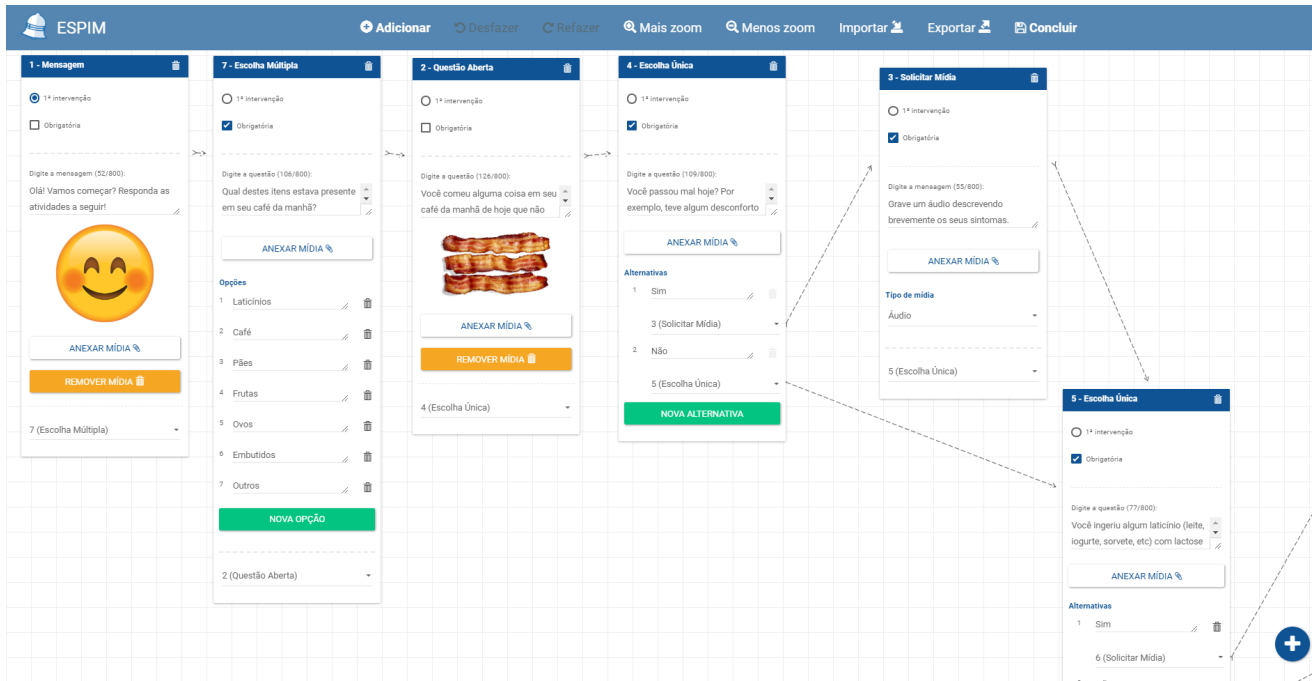 ESPIM
Adicionar
Desfazer
Refazer
Mais zoom
Menos zoom
Importar
Exportar
Concluir
1 - Mensagem
1ª intervenção
Obrigatória
Digite a mensagem (52/800):
Olá! Vamos começar? Responda as
atividades a seguir!
ANEXAR MÍDIA
REMOVER MÍDIA
7 (Escolha Múltipla)
7 - Escolha Múltipla
1ª intervenção
Obrigatória
Digite a questão (106/800):
Qual destes itens estava presente
em seu café da manhã?
ANEXAR MÍDIA
Opções
1 Laticínios
2 Café
3 Pães
4 Frutas
5 Ovos
6 Embutidos
7 Outros
NOVA OPÇÃO
2 (Questão Aberta)
2 - Questão Aberta
1ª intervenção
Obrigatória
Digite a questão (126/800):
Você comeu alguma coisa em seu
café da manhã de hoje que não
ANEXAR MÍDIA
REMOVER MÍDIA
4 (Escolha Única)
4 - Escolha Única
1ª intervenção
Obrigatória
Digite a questão (109/800):
Você passou mal hoje? Por
exemplo, teve algum desconforto
ANEXAR MÍDIA
Alternativas
1 Sim
3 (Solicitar Mídia)
2 Não
5 (Escolha Única)
NOVA ALTERNATIVA
3 - Solicitar Mídia
1ª intervenção
Obrigatória
Digite a mensagem (55/800):
Grave um áudio descrevendo
brevemente os seus sintomas.
ANEXAR MÍDIA
Tipo de mídia
Áudio
5 (Escolha Única)
5 - Escolha Única
1ª intervenção
Obrigatória
Digite a questão (77/800):
Você ingeriu algum laticínio (leite,
iogurte, sorvete, etc) com lactose
ANEXAR MÍDIA
Alternativas
1 Sim
6 (Solicitar Mídia)